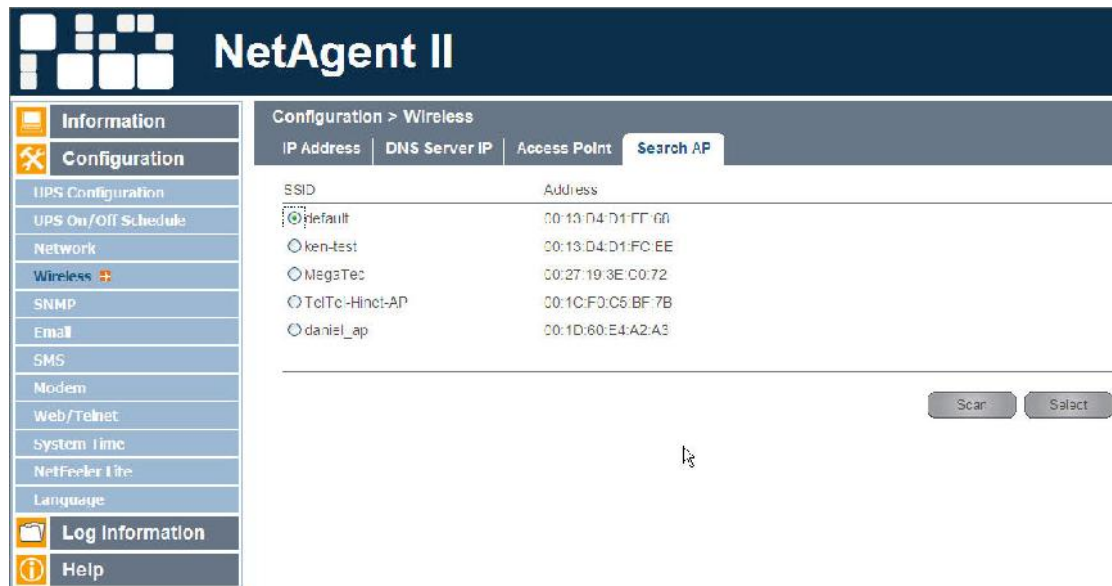 NetAgent II
Information
Configuration
UPS Configuration
UPS On/Off Schedule
Network
Wireless
SNMP
Email
SMS
Modem
Web/Telnet
System Time
NetFeeler Lite
Language
Log Information
Help
Configuration > Wireless
IP Address | DNS Server IP | Access Point | Search AP
SSID Address
default 00:13:D4:D1:FF:68
ken-test 00:13:D4:D1:FC:EE
MegaTec 00:27:19:3E:C0:72
TelTel-Hinet-AP 00:1C:F0:C5:BF:7B
daniel_ap 00:1D:60:E4:A2:A3
Scan Select